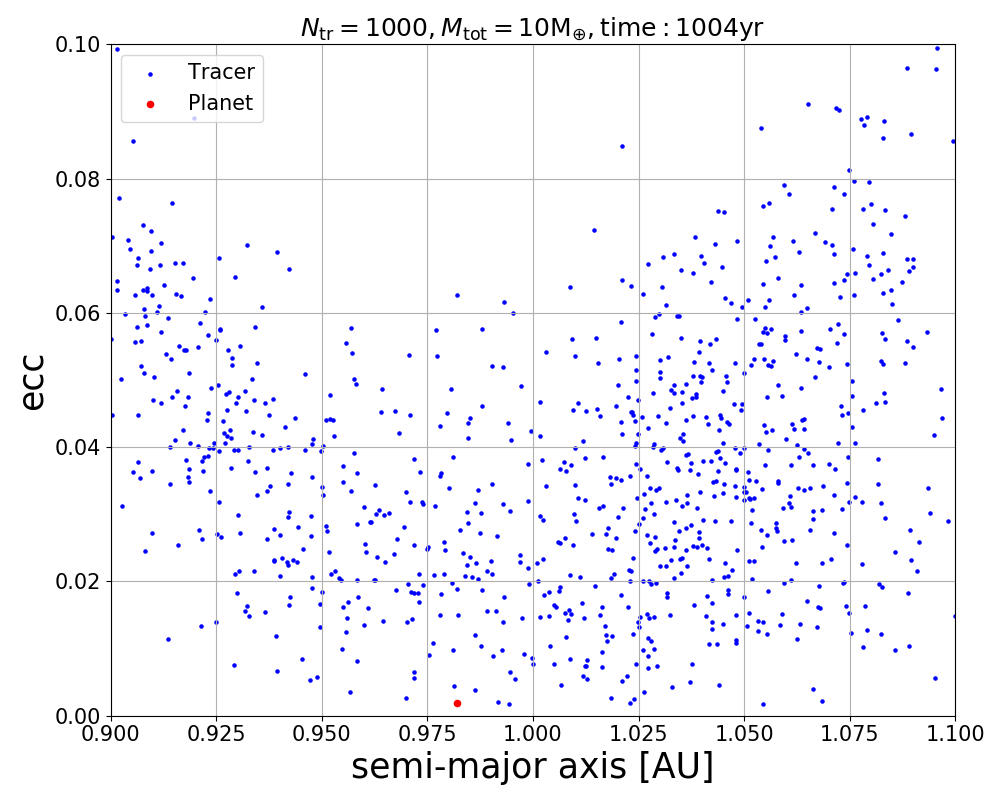 N_tr = 1000, M_tot = 10M_⊕, time : 1004yr
Tracer
Planet
0.10
0.08
0.06
0.04
0.02
0.00
ecc
0.900 0.925 0.950 0.975 1.000 1.025 1.050 1.075 1.100
semi-major axis [AU]